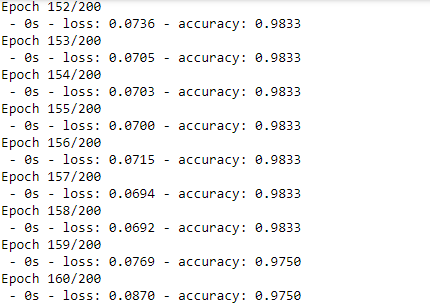 Epoch 152/200
 - 0s - loss: 0.0736 - accuracy: 0.9833
Epoch 153/200
 - 0s - loss: 0.0705 - accuracy: 0.9833
Epoch 154/200
 - 0s - loss: 0.0703 - accuracy: 0.9833
Epoch 155/200
 - 0s - loss: 0.0700 - accuracy: 0.9833
Epoch 156/200
 - 0s - loss: 0.0715 - accuracy: 0.9833
Epoch 157/200
 - 0s - loss: 0.0694 - accuracy: 0.9833
Epoch 158/200
 - 0s - loss: 0.0692 - accuracy: 0.9833
Epoch 159/200
 - 0s - loss: 0.0769 - accuracy: 0.9750
Epoch 160/200
 - 0s - loss: 0.0870 - accuracy: 0.9750